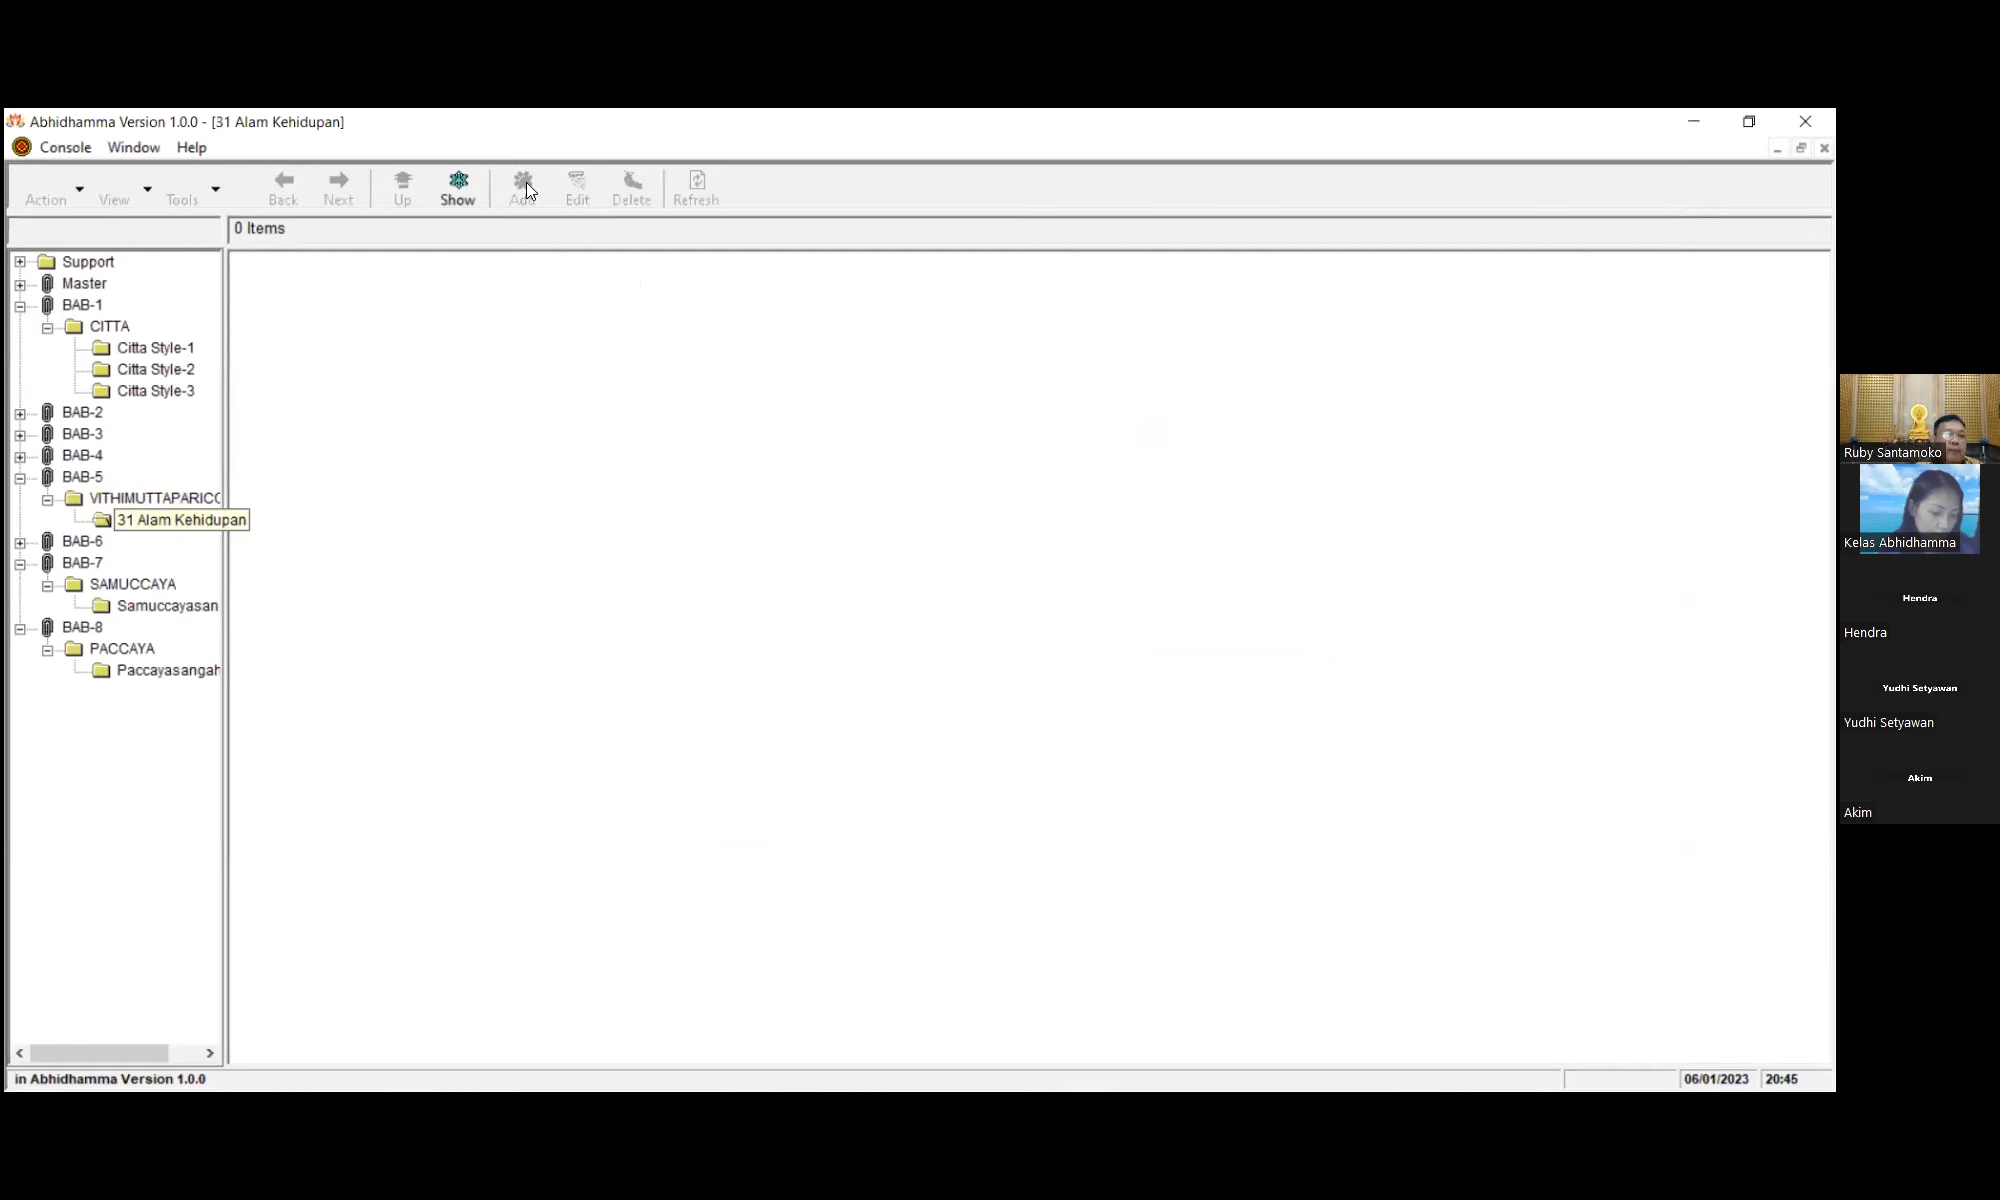 Abhidhamma Version 1.0.0 - [31 Alam Kehidupan]
Console Window Help
Action View Tools Back Next Up Show Add Edit Delete Refresh
0 Items
Support
Master
BAB-1
CITTA
Citta Style-1
Citta Style-2
Citta Style-3
BAB-2
BAB-3
BAB-4
BAB-5
VITHIMUTTAPARICC
31 Alam Kehidupan
BAB-6
BAB-7
SAMUCCAYA
Samuccayasan
BAB-8
PACCAYA
Paccayasangah
in Abhidhamma Version 1.0.0
06/01/2023 20:45
Ruby Santamoko
Kelas Abhidhamma
Hendra
Hendra
Yudhi Setyawan
Yudhi Setyawan
Akim
Akim